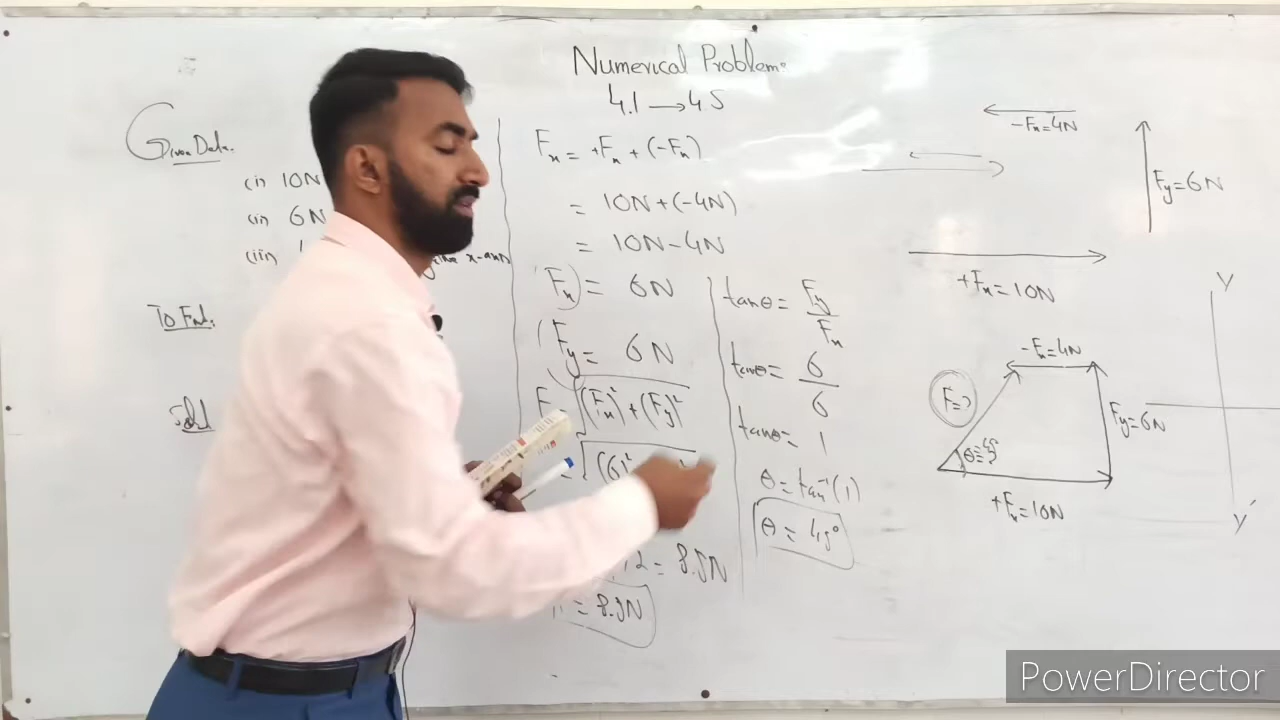 Numerical Problem:
4.1 → 4.5
Given Data:
(i) 10N
(ii) 6N
(iii)
x-axis
To Find:
Sol:
Fx = +Fx + (-Fx)
= 10N + (-4N)
= 10N - 4N
(Fx) = 6N
(Fy = 6N
F = √(Fx)² + (Fy)²
= √(6)²
= 8.5N
tanθ = Fy/Fx
tanθ = 6/6
tanθ = 1
θ = tan⁻¹(1)
θ = 45°
-Fx = 4N
Fy = 6N
+Fx = 10N
-Fx = 4N
F = ?
Fy = 6N
+Fx = 10N
Y
Y′
PowerDirector